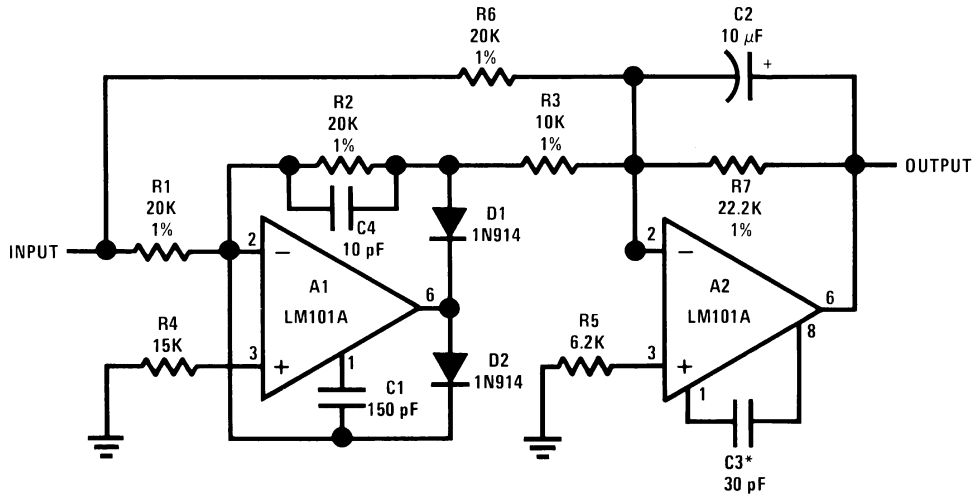 R6
20K
1%
C2
10 μF
+
R2
20K
1%
R3
10K
1%
OUTPUT
R1
20K
1%
C4
10 pF
D1
1N914
R7
22.2K
1%
INPUT
2
−
A1
LM101A
6
2
−
A2
LM101A
6
8
R4
15K
3
+
1
C1
150 pF
D2
1N914
R5
6.2K
3
+
1
C3*
30 pF